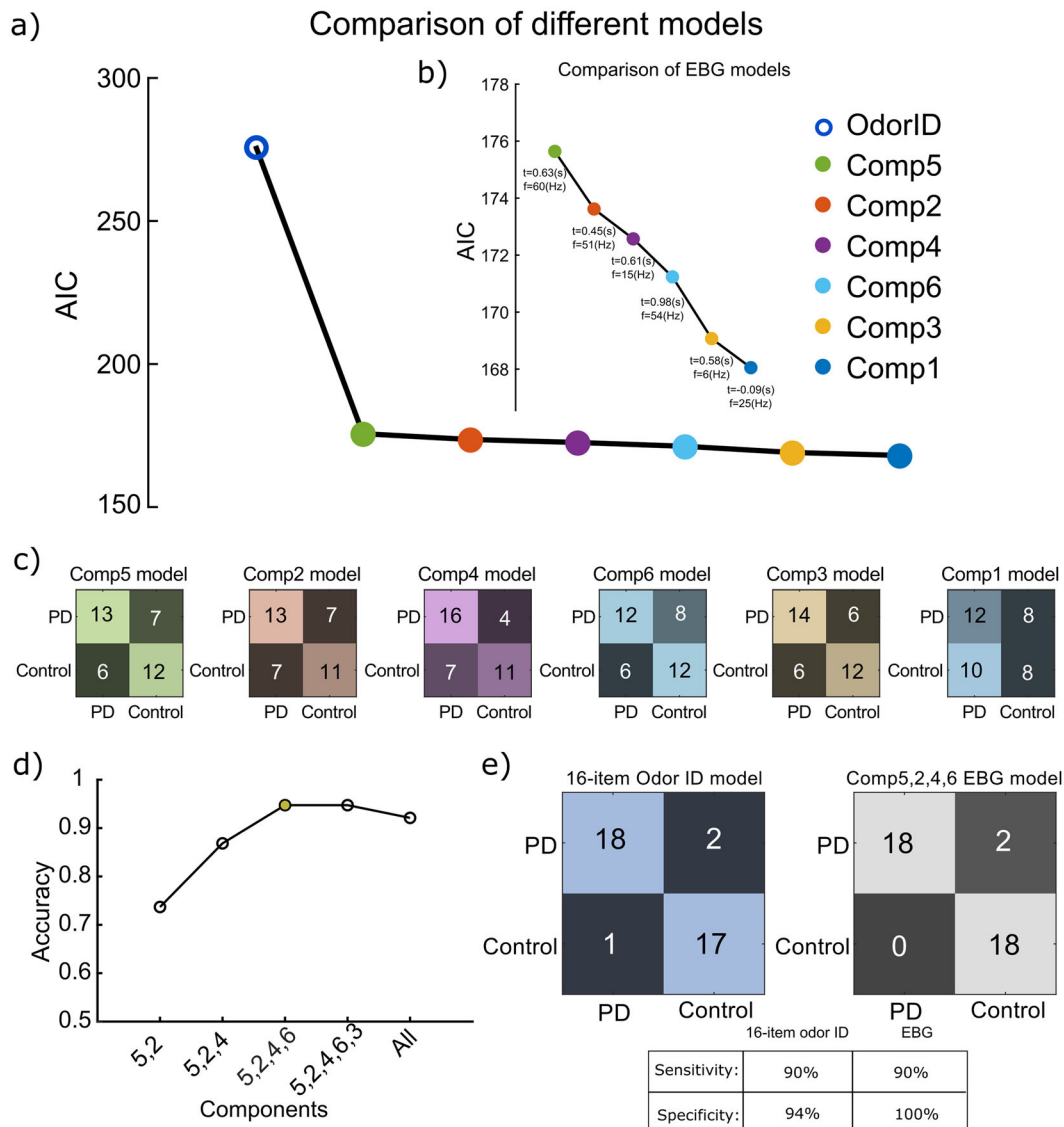 a)
Comparison of different models
300
250
200
150
AIC
b)
Comparison of EBG models
178
176
174
172
170
168
AIC
t=0.63(s)
f=60(Hz)
t=0.45(s)
f=51(Hz)
t=0.61(s)
f=15(Hz)
t=0.98(s)
f=54(Hz)
t=0.58(s)
f=6(Hz)
t=-0.09(s)
f=25(Hz)
OdorID
Comp5
Comp2
Comp4
Comp6
Comp3
Comp1
c)
Comp5 model
PD 13 7
Control 6 12
PD Control
Comp2 model
PD 13 7
Control 7 11
PD Control
Comp4 model
PD 16 4
Control 7 11
PD Control
Comp6 model
PD 12 8
Control 6 12
PD Control
Comp3 model
PD 14 6
Control 6 12
PD Control
Comp1 model
PD 12 8
Control 10 8
PD Control
d)
1
0.9
0.8
0.7
0.6
0.5
Accuracy
5,2
5,2,4
5,2,4,6
5,2,4,6,3
All
Components
e)
16-item Odor ID model
PD 18 2
Control 1 17
PD Control
Comp5,2,4,6 EBG model
PD 18 2
Control 0 18
PD Control
16-item odor ID EBG
Sensitivity: 90% 90%
Specificity: 94% 100%